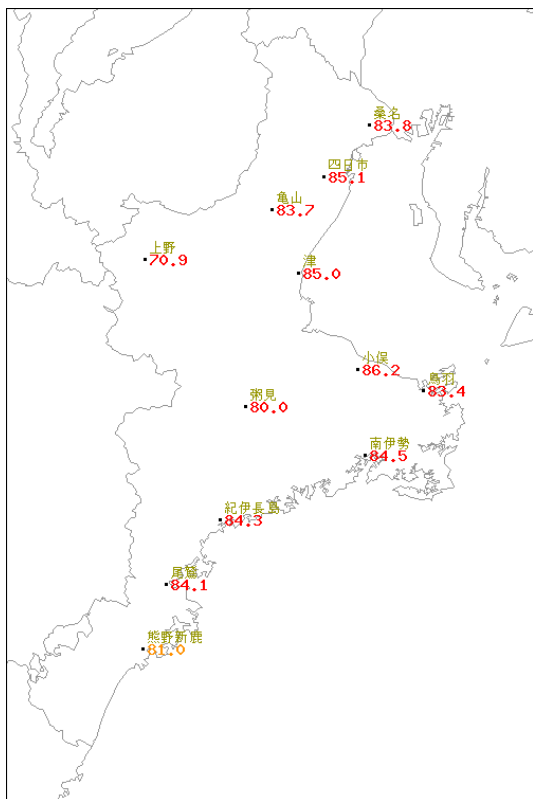 桑名
83.8
四日市
85.1
亀山
83.7
上野
70.9
津
85.0
小俣
86.2
鳥羽
83.4
粥見
80.0
南伊勢
84.5
紀伊長島
84.3
尾鷲
84.1
熊野新鹿
81.0